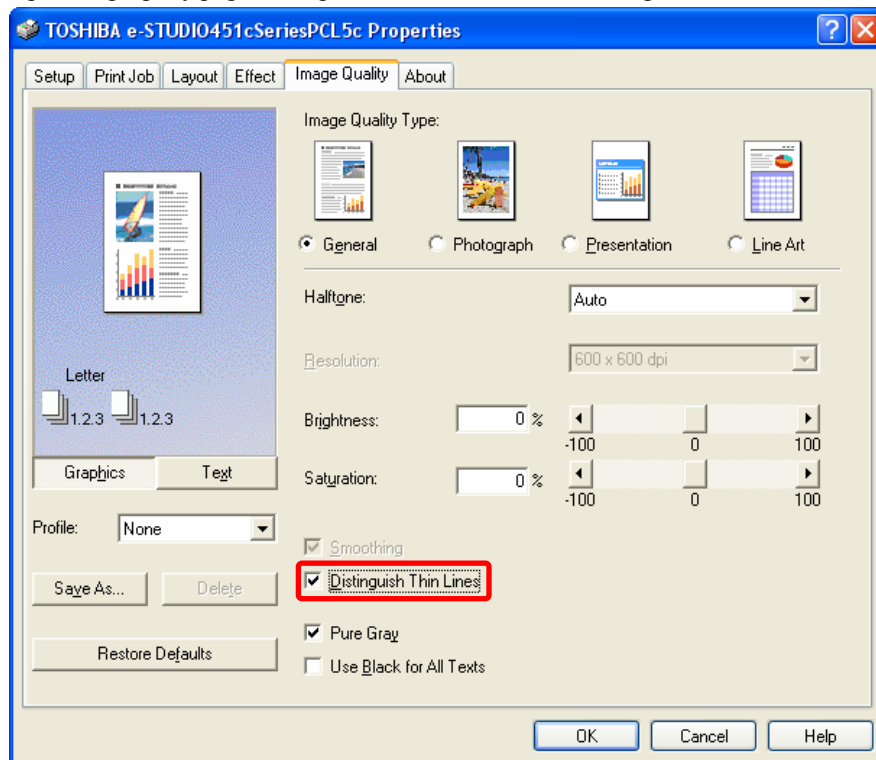 TOSHIBA e-STUDIO451cSeriesPCL5c Properties
Setup Print Job Layout Effect Image Quality About
Image Quality Type:
General Photograph Presentation Line Art
Halftone: Auto
Resolution: 600 x 600 dpi
Letter
1.2.3 1.2.3
Brightness: 0 %
-100 0 100
Graphics Text
Saturation: 0 %
-100 0 100
Profile: None
Smoothing
Distinguish Thin Lines
Save As... Delete
Pure Gray
Restore Defaults
Use Black for All Texts
OK Cancel Help